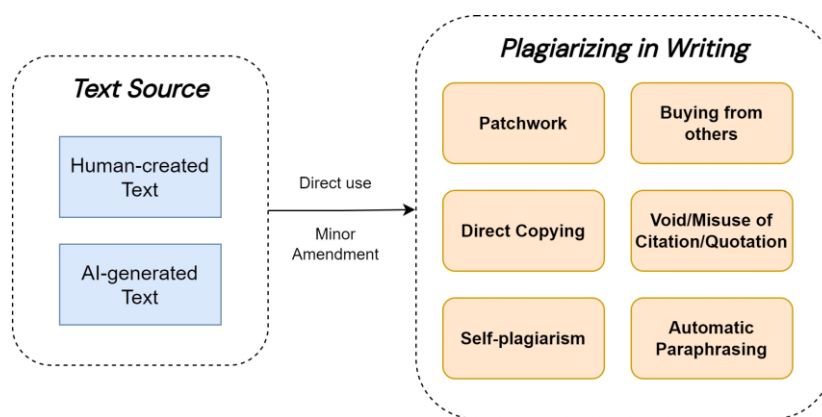 Text Source
Human-created
Text
AI-generated
Text
Direct use
Minor
Amendment
Plagiarizing in Writing
Patchwork
Buying from
others
Direct Copying
Void/Misuse of
Citation/Quotation
Self-plagiarism
Automatic
Paraphrasing